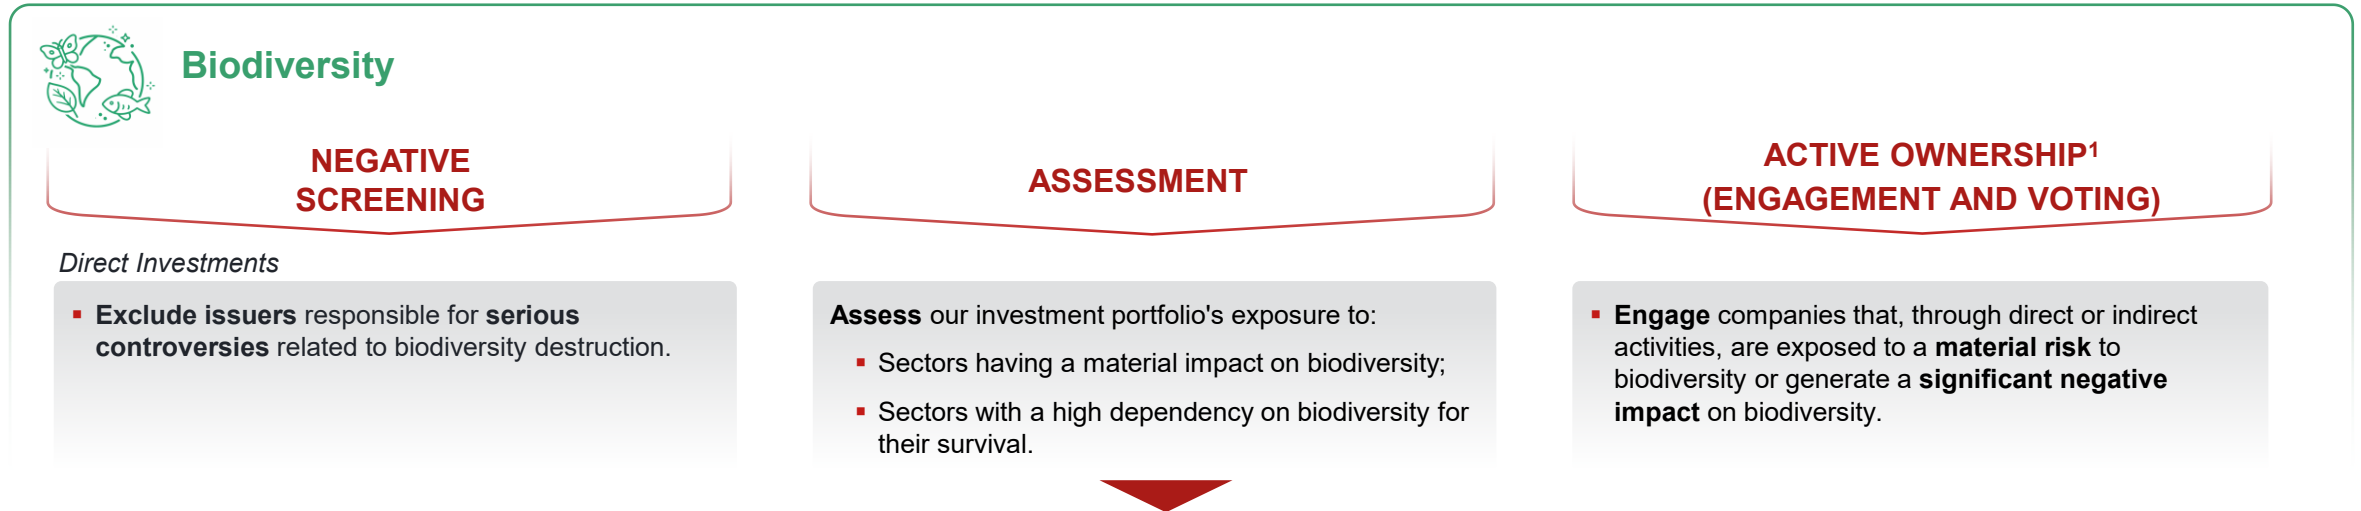 Biodiversity
NEGATIVE
SCREENING
Direct Investments
▪ Exclude issuers responsible for serious
controversies related to biodiversity destruction.
ASSESSMENT
Assess our investment portfolio's exposure to:
▪ Sectors having a material impact on biodiversity;
▪ Sectors with a high dependency on biodiversity for
their survival.
ACTIVE OWNERSHIP¹
(ENGAGEMENT AND VOTING)
▪ Engage companies that, through direct or indirect
activities, are exposed to a material risk to
biodiversity or generate a significant negative
impact on biodiversity.